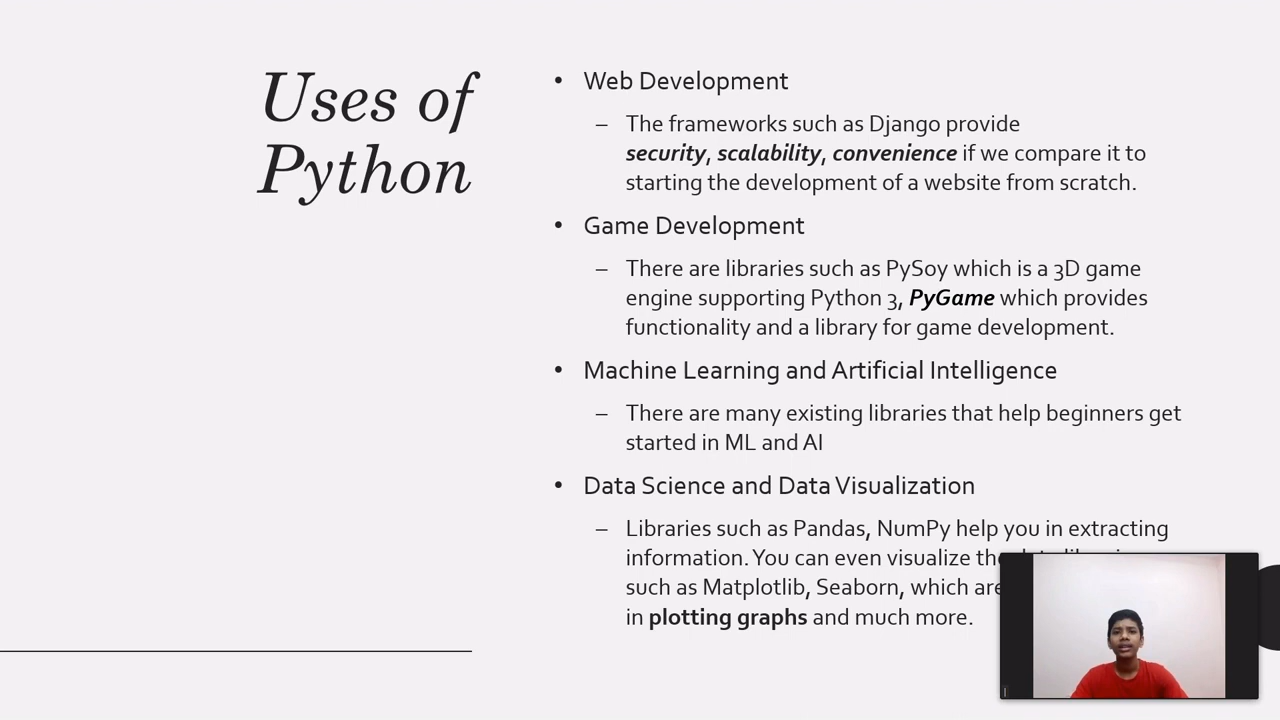 Uses of
Python
• Web Development
– The frameworks such as Django provide
security, scalability, convenience if we compare it to
starting the development of a website from scratch.
• Game Development
– There are libraries such as PySoy which is a 3D game
engine supporting Python 3, PyGame which provides
functionality and a library for game development.
• Machine Learning and Artificial Intelligence
– There are many existing libraries that help beginners get
started in ML and AI
• Data Science and Data Visualization
– Libraries such as Pandas, NumPy help you in extracting
information. You can even visualize
such as Matplotlib, Seaborn, which are
in plotting graphs and much more.